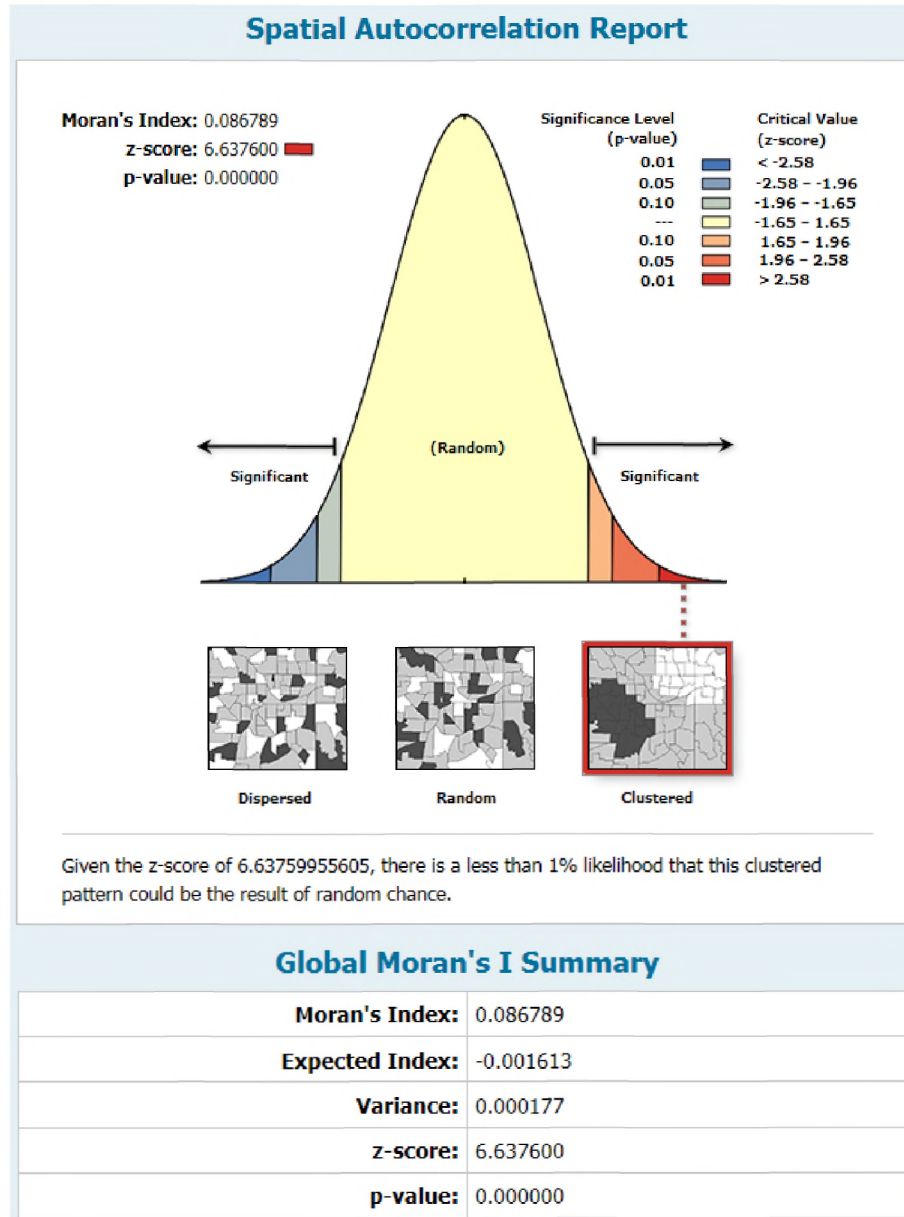 Spatial Autocorrelation Report
Moran's Index: 0.086789
z-score: 6.637600
p-value: 0.000000
Significance Level
(p-value)
Critical Value
(z-score)
0.01 < -2.58
0.05 -2.58 - -1.96
0.10 -1.96 - -1.65
--- -1.65 - 1.65
0.10 1.65 - 1.96
0.05 1.96 - 2.58
0.01 > 2.58
(Random)
Significant
Significant
Dispersed
Random
Clustered
Given the z-score of 6.63759955605, there is a less than 1% likelihood that this clustered
pattern could be the result of random chance.
Global Moran's I Summary
Moran's Index: 0.086789
Expected Index: -0.001613
Variance: 0.000177
z-score: 6.637600
p-value: 0.000000